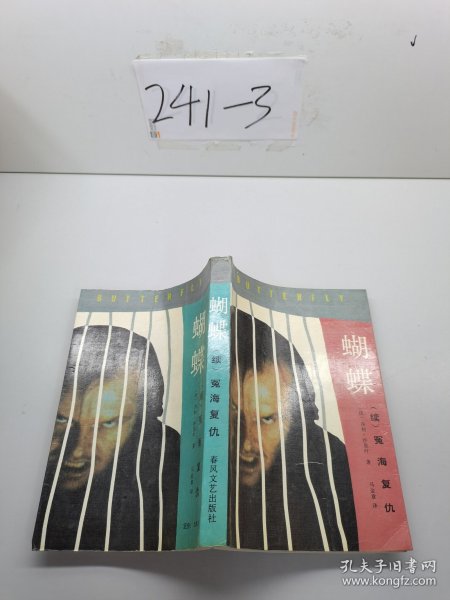 241-3
BUTTERFLY
蝴蝶
蝴蝶
(续)冤海复仇
春风文艺出版社
BUTTERFLY
蝴蝶
(续)冤海复仇
孔夫子旧书网
www.kongfz.com